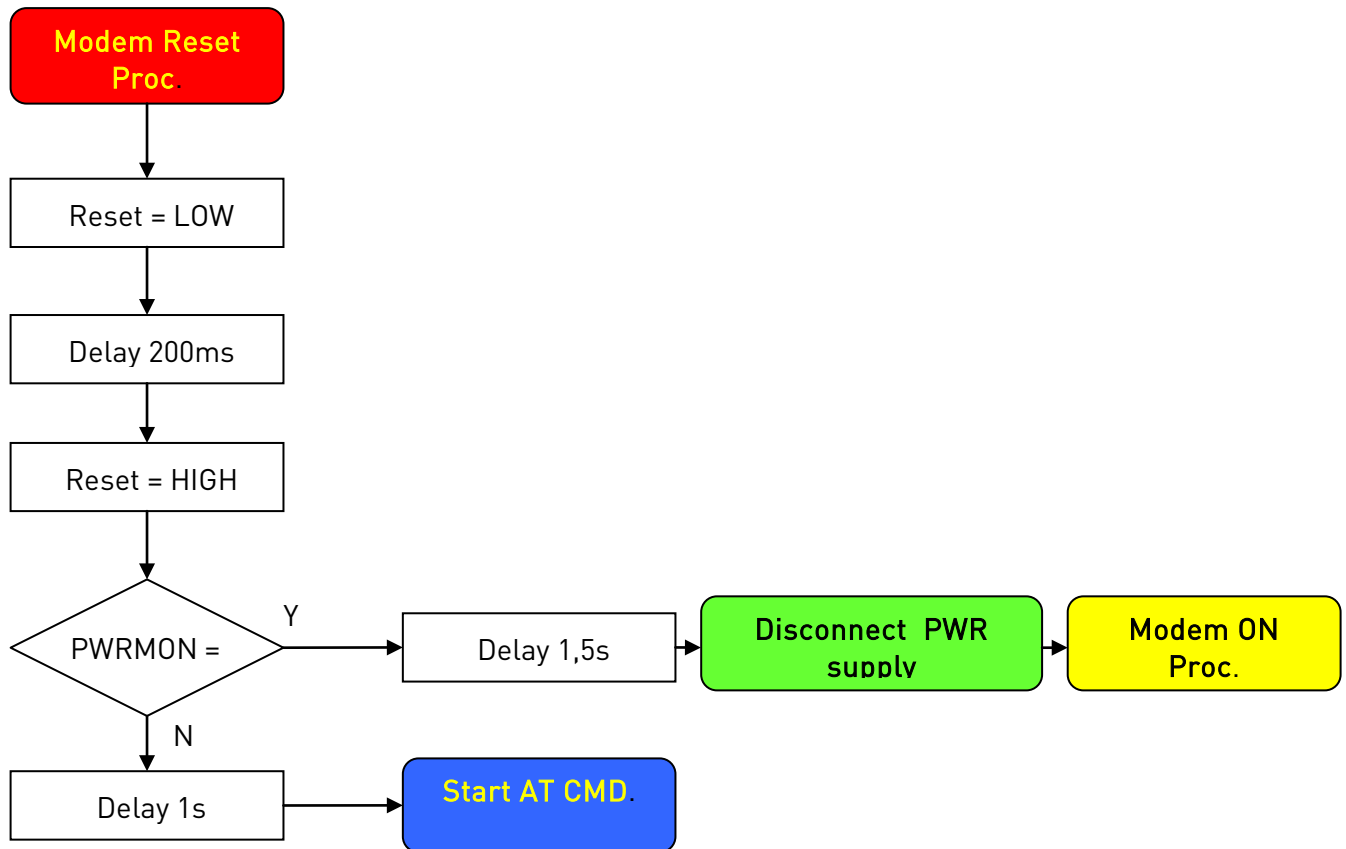 Modem Reset
Proc.
Reset = LOW
Delay 200ms
Reset = HIGH
PWRMON =
Y
Delay 1,5s
Disconnect PWR
supply
Modem ON
Proc.
N
Delay 1s
Start AT CMD.